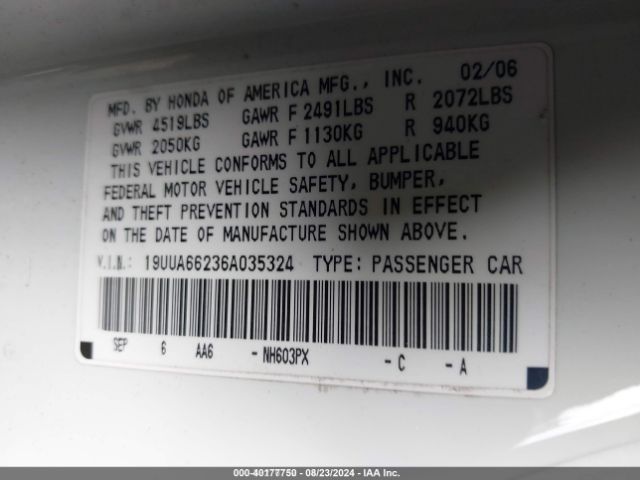 MFD. BY HONDA OF AMERICA MFG., INC. 02/06
GVWR 4519LBS GAWR F 2491LBS R 2072LBS
GVWR 2050KG GAWR F 1130KG R 940KG
THIS VEHICLE CONFORMS TO ALL APPLICABLE
FEDERAL MOTOR VEHICLE SAFETY, BUMPER,
AND THEFT PREVENTION STANDARDS IN EFFECT
ON THE DATE OF MANUFACTURE SHOWN ABOVE.
V.I.N.: 19UUA66236A035324 TYPE: PASSENGER CAR
SEP 6 AA6 -NH603PX -C -A
000-40177750 - 08/23/2024 - IAA Inc.